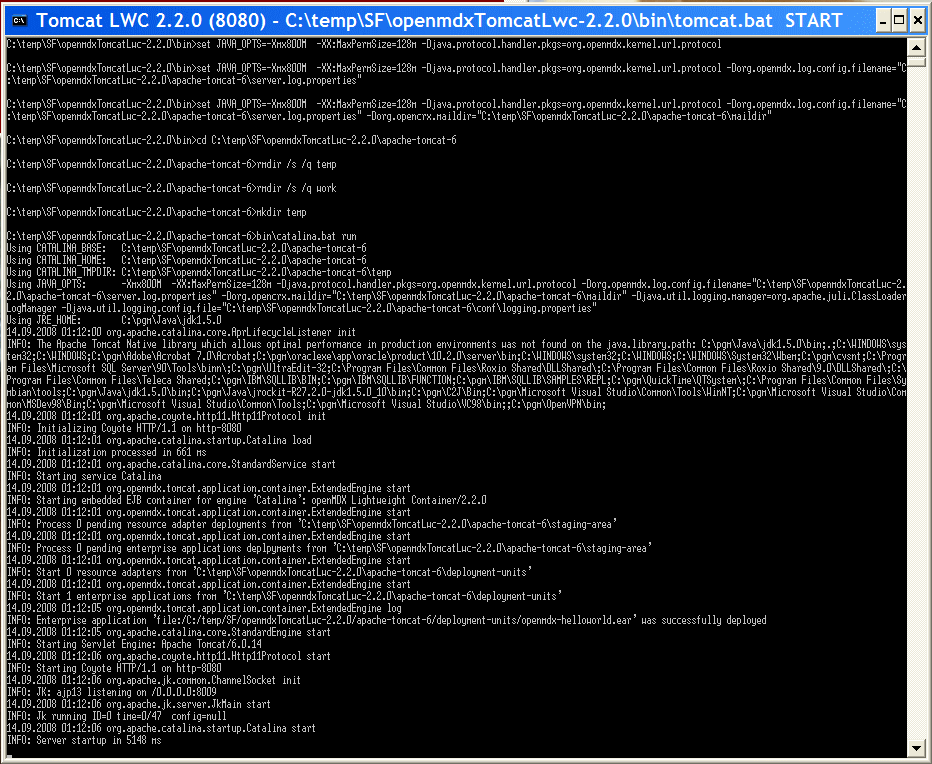 Tomcat LWC 2.2.0 (8080) - C:\temp\SF\openmdxTomcatLwc-2.2.0\bin\tomcat.bat  START
C:\temp\SF\openmdxTomcatLwc-2.2.0\bin>set JAVA_OPTS=-Xmx800M  -XX:MaxPermSize=128m -Djava.protocol.handler.pkgs=org.openmdx.kernel.url.protocol
C:\temp\SF\openmdxTomcatLwc-2.2.0\bin>set JAVA_OPTS=-Xmx800M  -XX:MaxPermSize=128m -Djava.protocol.handler.pkgs=org.openmdx.kernel.url.protocol -Dorg.openmdx.log.config.filename="C
:\temp\SF\openmdxTomcatLwc-2.2.0\apache-tomcat-6\server.log.properties"
C:\temp\SF\openmdxTomcatLwc-2.2.0\bin>set JAVA_OPTS=-Xmx800M  -XX:MaxPermSize=128m -Djava.protocol.handler.pkgs=org.openmdx.kernel.url.protocol -Dorg.openmdx.log.config.filename="C
:\temp\SF\openmdxTomcatLwc-2.2.0\apache-tomcat-6\server.log.properties" -Dorg.opencrx.maildir="C:\temp\SF\openmdxTomcatLwc-2.2.0\apache-tomcat-6\maildir"
C:\temp\SF\openmdxTomcatLwc-2.2.0\bin>cd C:\temp\SF\openmdxTomcatLwc-2.2.0\apache-tomcat-6
C:\temp\SF\openmdxTomcatLwc-2.2.0\apache-tomcat-6>rmdir /s /q temp
C:\temp\SF\openmdxTomcatLwc-2.2.0\apache-tomcat-6>rmdir /s /q work
C:\temp\SF\openmdxTomcatLwc-2.2.0\apache-tomcat-6>mkdir temp
C:\temp\SF\openmdxTomcatLwc-2.2.0\apache-tomcat-6>bin\catalina.bat run
Using CATALINA_BASE:   C:\temp\SF\openmdxTomcatLwc-2.2.0\apache-tomcat-6
Using CATALINA_HOME:   C:\temp\SF\openmdxTomcatLwc-2.2.0\apache-tomcat-6
Using CATALINA_TMPDIR: C:\temp\SF\openmdxTomcatLwc-2.2.0\apache-tomcat-6\temp
Using JAVA_OPTS:       -Xmx800M  -XX:MaxPermSize=128m -Djava.protocol.handler.pkgs=org.openmdx.kernel.url.protocol -Dorg.openmdx.log.config.filename="C:\temp\SF\openmdxTomcatLwc-2.
2.0\apache-tomcat-6\server.log.properties" -Dorg.opencrx.maildir="C:\temp\SF\openmdxTomcatLwc-2.2.0\apache-tomcat-6\maildir" -Djava.util.logging.manager=org.apache.juli.ClassLoader
LogManager -Djava.util.logging.config.file="C:\temp\SF\openmdxTomcatLwc-2.2.0\apache-tomcat-6\conf\logging.properties"
Using JRE_HOME:        C:\pgm\Java\jdk1.5.0
14.09.2008 01:12:00 org.apache.catalina.core.AprLifecycleListener init
INFO: The Apache Tomcat Native library which allows optimal performance in production environments was not found on the java.library.path: C:\pgm\Java\jdk1.5.0\bin;.;C:\WINDOWS\sys
tem32;C:\WINDOWS;C:\pgm\Adobe\Acrobat 7.0\Acrobat;C:\pgm\oraclexe\app\oracle\product\10.2.0\server\bin;C:\WINDOWS\system32;C:\WINDOWS;C:\WINDOWS\System32\Wbem;C:\pgm\cvsnt;C:\Progr
am Files\Microsoft SQL Server\90\Tools\binn\;C:\pgm\UltraEdit-32;C:\Program Files\Common Files\Roxio Shared\DLLShared\;C:\Program Files\Common Files\Roxio Shared\9.0\DLLShared\;C:\
Program Files\Common Files\Teleca Shared;C:\pgm\IBM\SQLLIB\BIN;C:\pgm\IBM\SQLLIB\FUNCTION;C:\pgm\IBM\SQLLIB\SAMPLES\REPL;C:\pgm\QuickTime\QTSystem\;C:\Program Files\Common Files\Sy
mbian\tools;C:\pgm\Java\jdk1.5.0\bin;C:\pgm\Java\jrockit-R27.2.0-jdk1.5.0_10\bin;C:\pgm\C2J\Bin;C:\pgm\Microsoft Visual Studio\Common\Tools\WinNT;C:\pgm\Microsoft Visual Studio\Com
mon\MSDev98\Bin;C:\pgm\Microsoft Visual Studio\Common\Tools;C:\pgm\Microsoft Visual Studio\VC98\bin;;C:\pgm\OpenVPN\bin;
14.09.2008 01:12:01 org.apache.coyote.http11.Http11Protocol init
INFO: Initializing Coyote HTTP/1.1 on http-8080
14.09.2008 01:12:01 org.apache.catalina.startup.Catalina load
INFO: Initialization processed in 661 ms
14.09.2008 01:12:01 org.apache.catalina.core.StandardService start
INFO: Starting service Catalina
14.09.2008 01:12:01 org.openmdx.tomcat.application.container.ExtendedEngine start
INFO: Starting embedded EJB container for engine 'Catalina': openMDX Lightweight Container/2.2.0
14.09.2008 01:12:01 org.openmdx.tomcat.application.container.ExtendedEngine start
INFO: Process 0 pending resource adapter deployments from 'C:\temp\SF\openmdxTomcatLwc-2.2.0\apache-tomcat-6\staging-area'
14.09.2008 01:12:01 org.openmdx.tomcat.application.container.ExtendedEngine start
INFO: Process 0 pending enterprise applications deplpyments from 'C:\temp\SF\openmdxTomcatLwc-2.2.0\apache-tomcat-6\staging-area'
14.09.2008 01:12:01 org.openmdx.tomcat.application.container.ExtendedEngine start
INFO: Start 0 resource adapters from 'C:\temp\SF\openmdxTomcatLwc-2.2.0\apache-tomcat-6\deployment-units'
14.09.2008 01:12:01 org.openmdx.tomcat.application.container.ExtendedEngine start
INFO: Start 1 enterprise applications from 'C:\temp\SF\openmdxTomcatLwc-2.2.0\apache-tomcat-6\deployment-units'
14.09.2008 01:12:05 org.openmdx.tomcat.application.container.ExtendedEngine log
INFO: Enterprise application 'file:/C:/temp/SF/openmdxTomcatLwc-2.2.0/apache-tomcat-6/deployment-units/openmdx-helloworld.ear' was successfully deployed
14.09.2008 01:12:05 org.apache.catalina.core.StandardEngine start
INFO: Starting Servlet Engine: Apache Tomcat/6.0.14
14.09.2008 01:12:06 org.apache.coyote.http11.Http11Protocol start
INFO: Starting Coyote HTTP/1.1 on http-8080
14.09.2008 01:12:06 org.apache.jk.common.ChannelSocket init
INFO: JK: ajp13 listening on /0.0.0.0:8009
14.09.2008 01:12:06 org.apache.jk.server.JkMain start
INFO: Jk running ID=0 time=0/47  config=null
14.09.2008 01:12:06 org.apache.catalina.startup.Catalina start
INFO: Server startup in 5148 ms